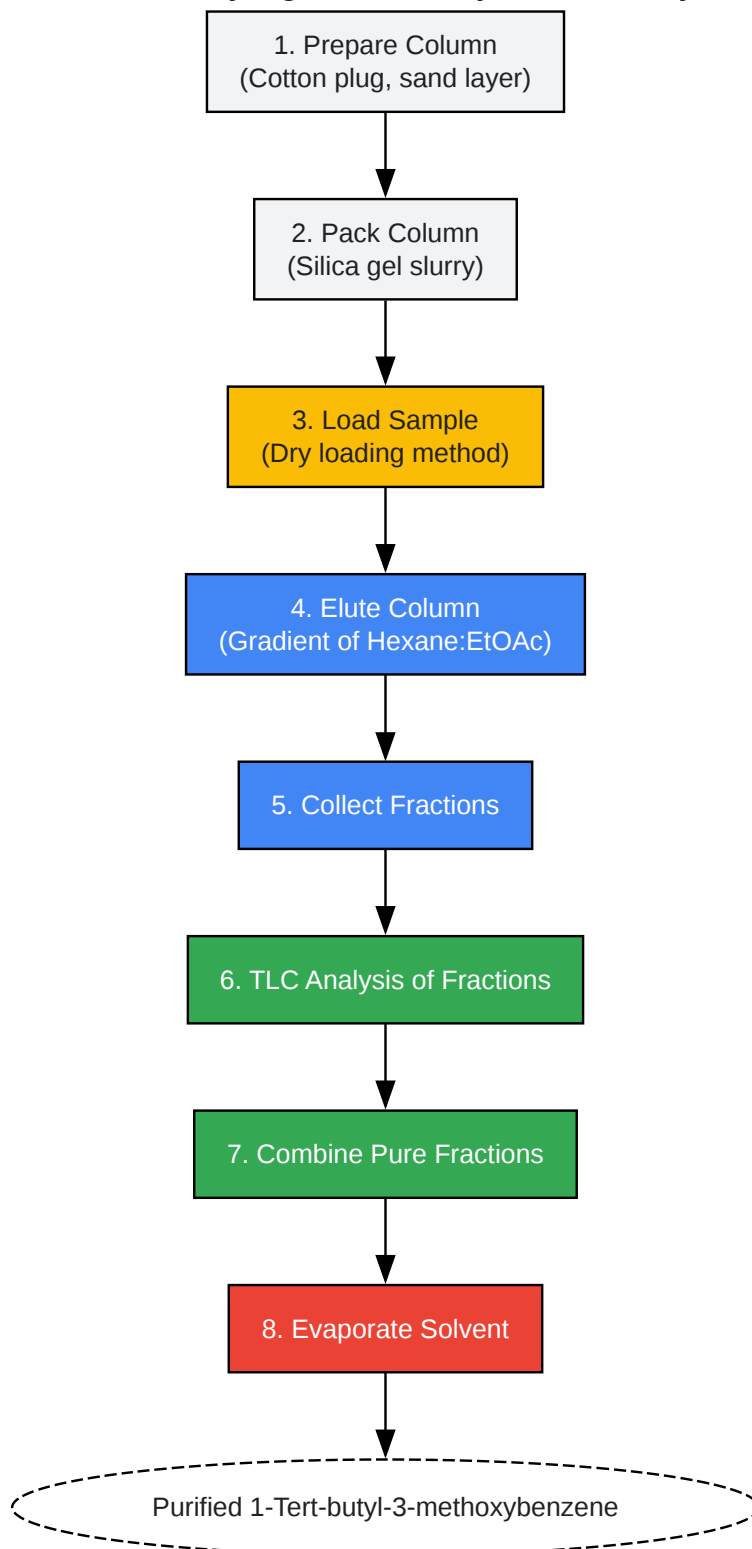 1. Prepare Column
(Cotton plug, sand layer)
2. Pack Column
(Silica gel slurry)
3. Load Sample
(Dry loading method)
4. Elute Column
(Gradient of Hexane:EtOAc)
5. Collect Fractions
6. TLC Analysis of Fractions
7. Combine Pure Fractions
8. Evaporate Solvent
Purified 1-Tert-butyl-3-methoxybenzene